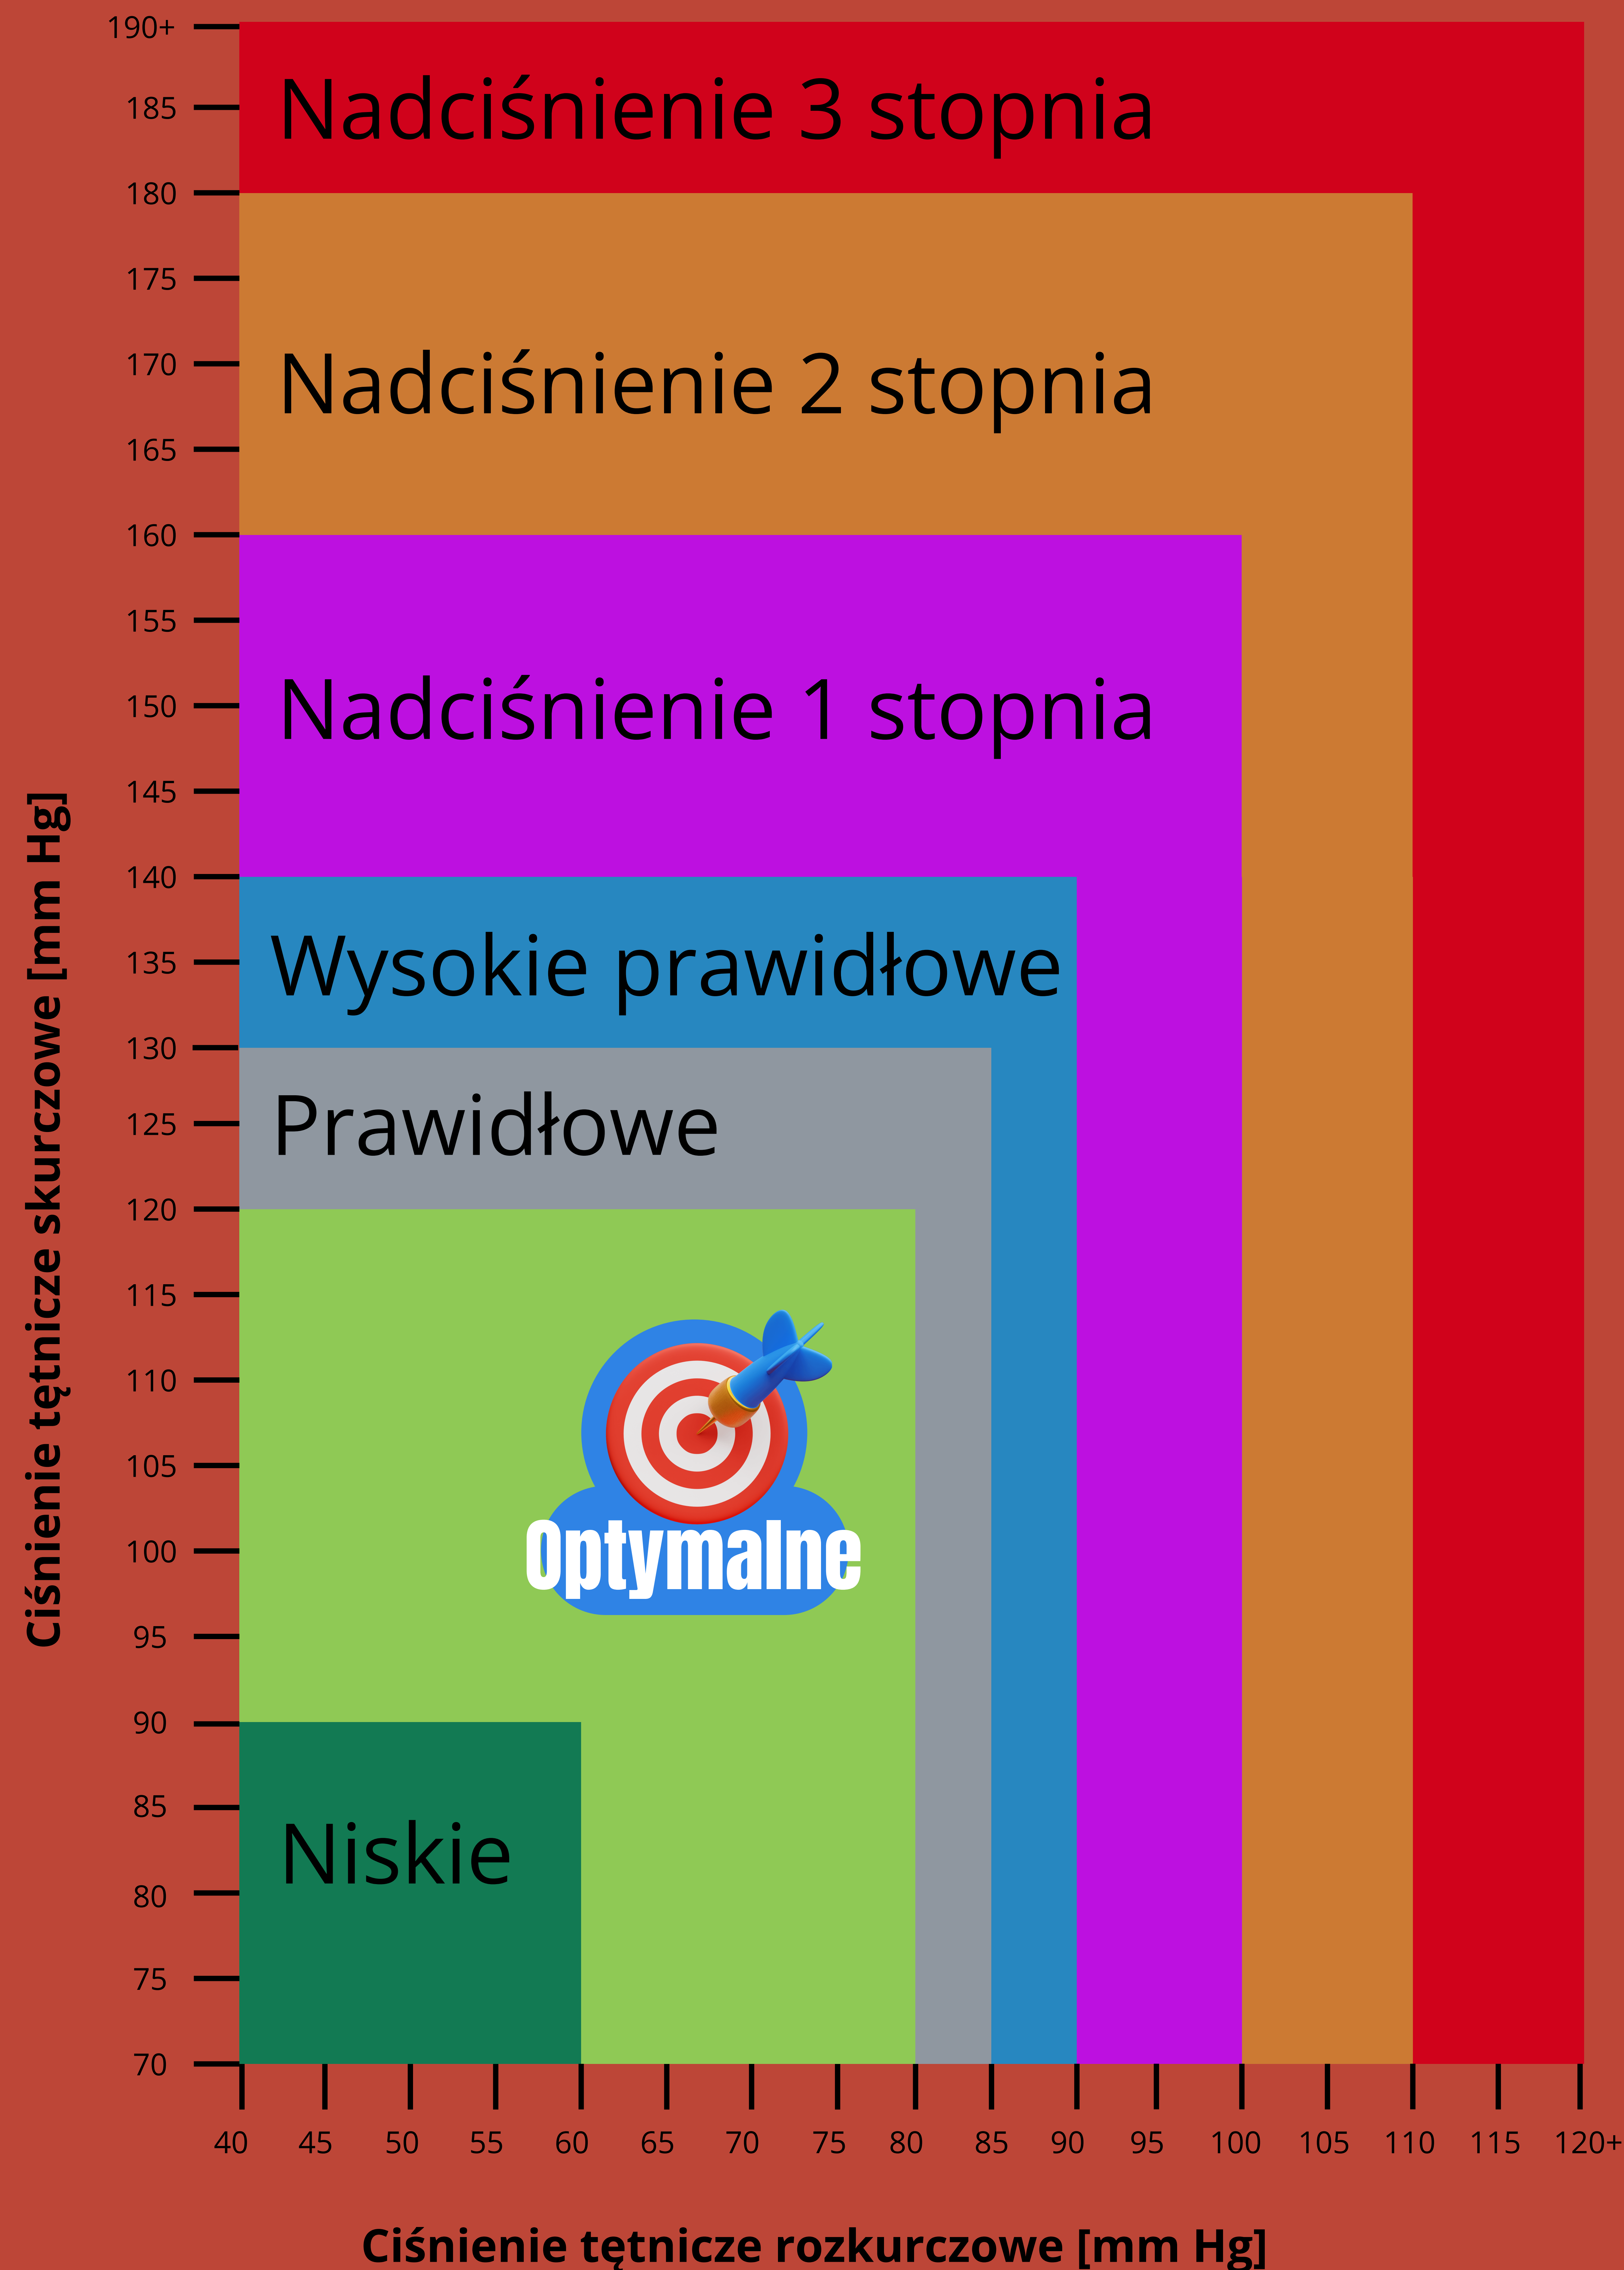 190+
185
Nadciśnienie 3 stopnia
180
175
170
Nadciśnienie 2 stopnia
165
160
155
150
Nadciśnienie 1 stopnia
145
140
135
Wysokie prawidłowe
130
125
Prawidłowe
120
115
110
105
100
Optymalne
95
90
85
Niskie
80
75
70
Ciśnienie tętnicze skurczowe [mm Hg]
40 45 50 55 60 65 70 75 80 85 90 95 100 105 110 115 120+
Ciśnienie tętnicze rozkurczowe [mm Hg]